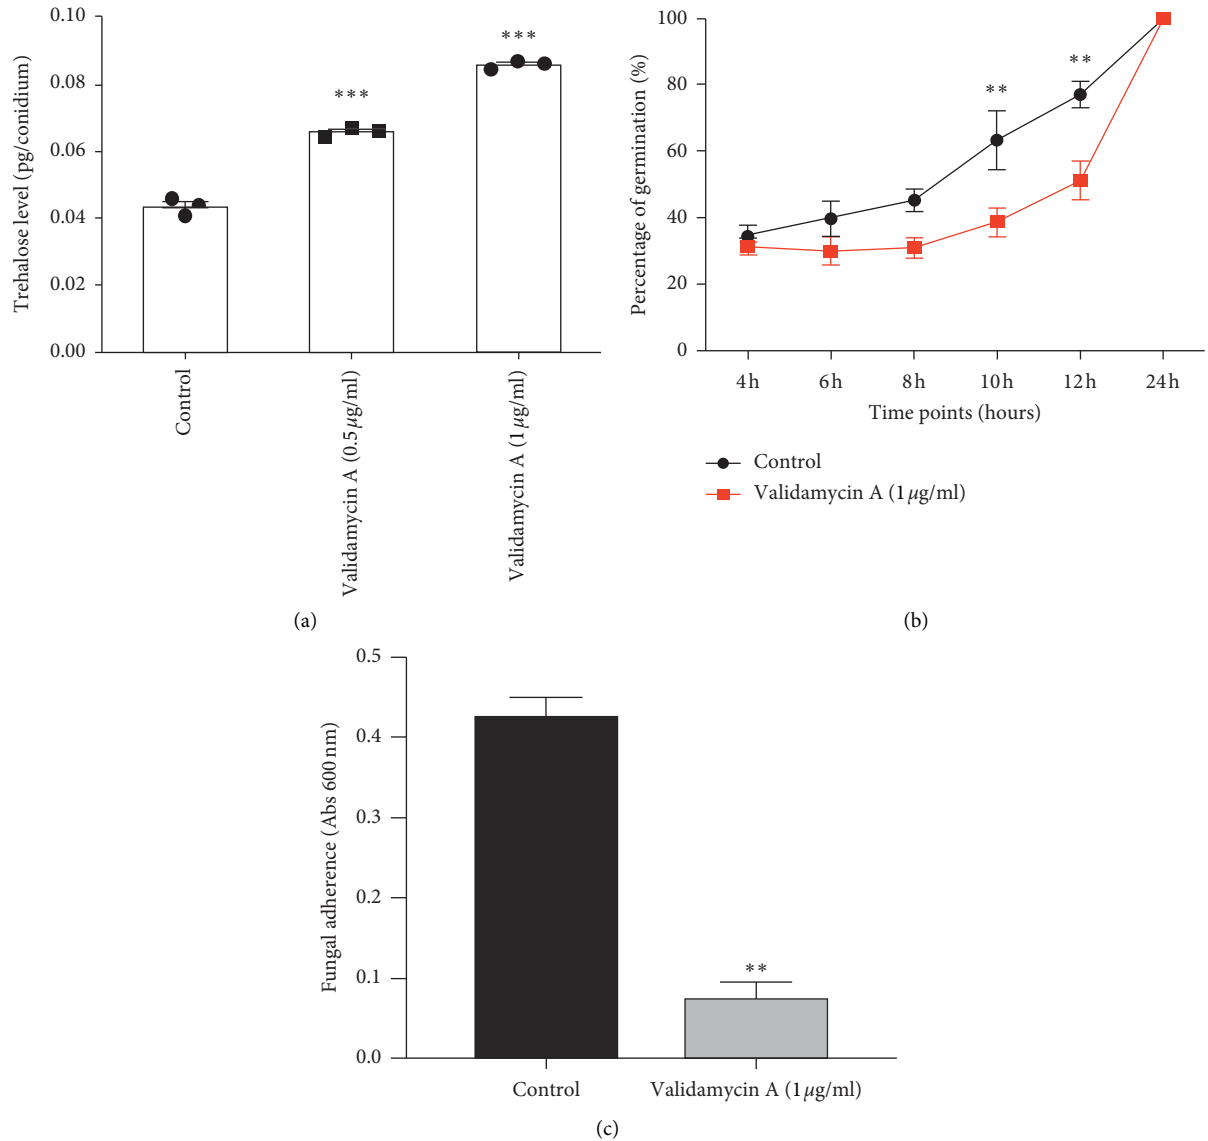 Trehalose level (pg/conidium)
0.10
0.08
0.06
0.04
0.02
0.00
***
***
Control
Validamycin A (0.5 μg/ml)
Validamycin A (1 μg/ml)
(a)
Percentage of germination (%)
100
80
60
40
20
0
**
**
4 h 6 h 8 h 10 h 12 h 24 h
Time points (hours)
Control
Validamycin A (1 μg/ml)
(b)
Fungal adherence (Abs 600 nm)
0.5
0.4
0.3
0.2
0.1
0.0
**
Control Validamycin A (1 μg/ml)
(c)